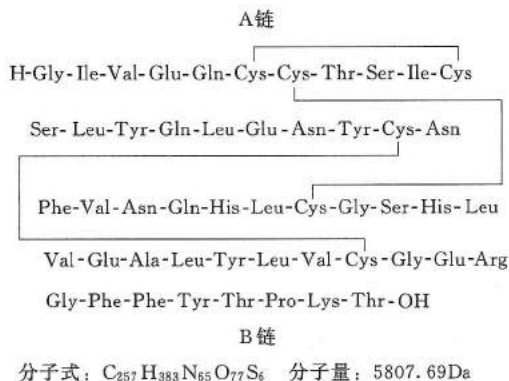 A链
H-Gly-Ile-Val-Glu-Gln-Cys-Cys-Thr-Ser-Ile-Cys
Ser-Leu-Tyr-Gln-Leu-Glu-Asn-Tyr-Cys-Asn
Phe-Val-Asn-Gln-His-Leu-Cys-Gly-Ser-His-Leu
Val-Glu-Ala-Leu-Tyr-Leu-Val-Cys-Gly-Glu-Arg
Gly-Phe-Phe-Tyr-Thr-Pro-Lys-Thr-OH
B链
分子式：C₂₅₇H₃₈₃N₆₅O₇₇S₆ 分子量：5807.69Da